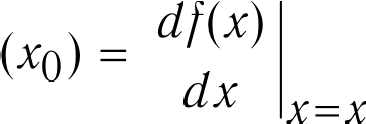 (x₀) = df(x)/dx |ₓ₌ₓ